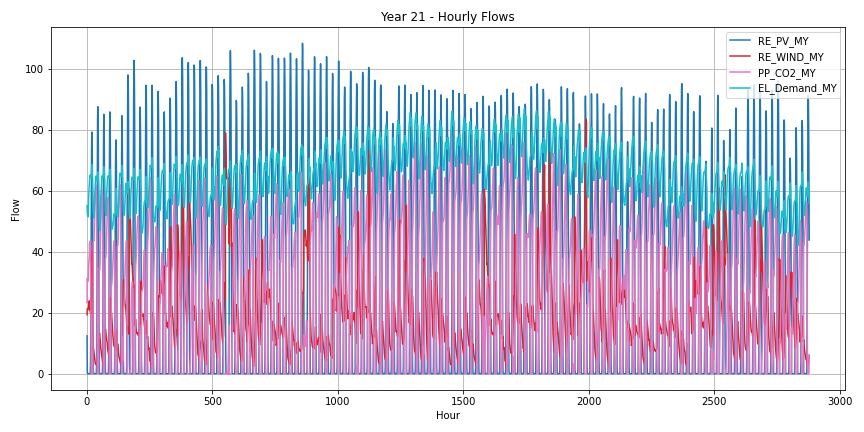 Year 21 - Hourly Flows
RE_PV_MY
RE_WIND_MY
PP_CO2_MY
EL_Demand_MY
Flow
100
80
60
40
20
0
0
500
1000
1500
2000
2500
3000
Hour